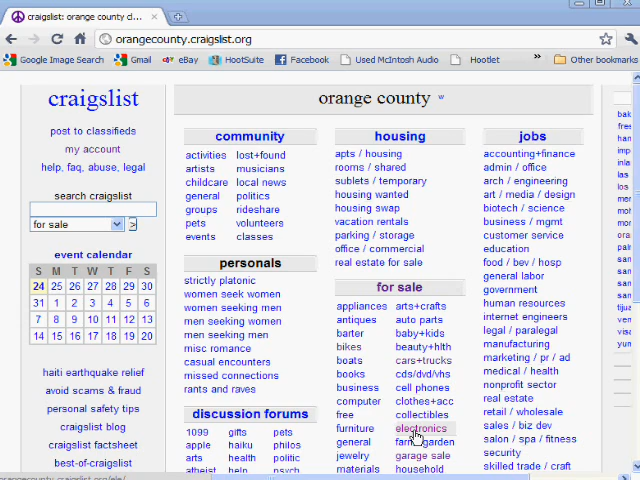 craigslist: orange county cl...
orangecounty.craigslist.org
Google Image Search Gmail eBay HootSuite Facebook Used McIntosh Audio Hootlet » Other bookmarks
craigslist
post to classifieds
my account
help, faq, abuse, legal
search craigslist
for sale >
event calendar
S M T W T F S
24 25 26 27 28 29 30
31 1 2 3 4 5 6
7 8 9 10 11 12 13
14 15 16 17 18 19 20
haiti earthquake relief
avoid scams & fraud
personal safety tips
craigslist blog
craigslist factsheet
best-of-craigslist
orange county w
community
activities lost+found
artists musicians
childcare local news
general politics
groups rideshare
pets volunteers
events classes
personals
strictly platonic
women seek women
women seeking men
men seeking women
men seeking men
misc romance
casual encounters
missed connections
rants and raves
discussion forums
1099 gifts pets
apple haiku philos
arts health politic
atheist help psych
housing
apts / housing
rooms / shared
sublets / temporary
housing wanted
housing swap
vacation rentals
parking / storage
office / commercial
real estate for sale
for sale
appliances arts+crafts
antiques auto parts
barter baby+kids
bikes beauty+hlth
boats cars+trucks
books cds/dvd/vhs
business cell phones
computer clothes+acc
free collectibles
furniture electronics
general farm+garden
jewelry garage sale
materials household
jobs
accounting+finance
admin / office
arch / engineering
art / media / design
biotech / science
business / mgmt
customer service
education
food / bev / hosp
general labor
government
human resources
internet engineers
legal / paralegal
manufacturing
marketing / pr / ad
medical / health
nonprofit sector
real estate
retail / wholesale
sales / biz dev
salon / spa / fitness
security
skilled trade / craft